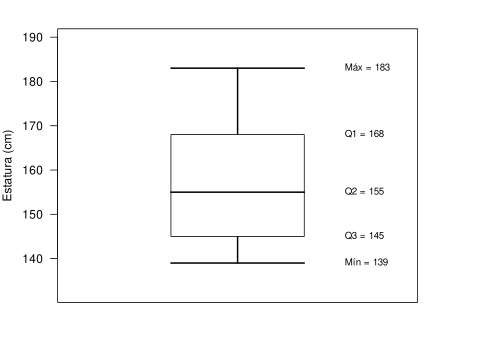 190
180
170
160
150
140
Estatura (cm)
Máx = 183
Q1 = 168
Q2 = 155
Q3 = 145
Mín = 139